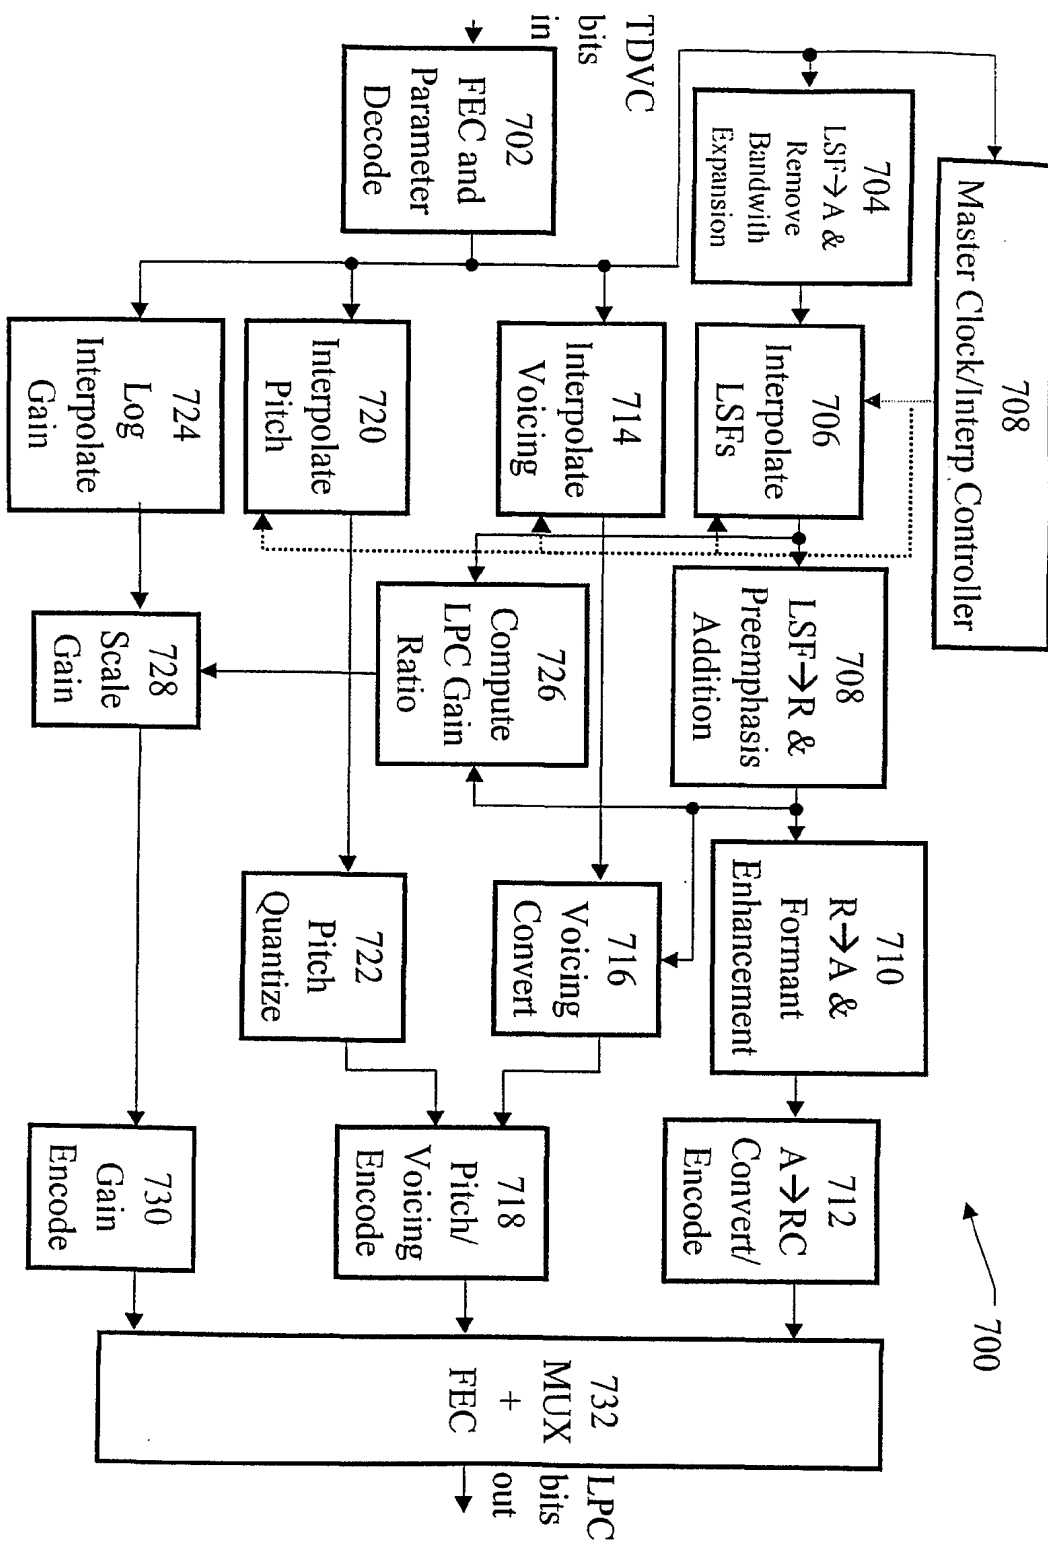 708
Master Clock/Interp Controller
704
LSF→A &
Remove
Bandwith
Expansion
706
Interpolate
LSFs
708
LSF→R &
Preemphasis
Addition
710
R→A &
Formant
Enhancement
712
A→RC
Convert/
Encode
700
TDVC
bits
in
702
FEC and
Parameter
Decode
714
Interpolate
Voicing
726
Compute
LPC Gain
Ratio
716
Voicing
Convert
718
Pitch/
Voicing
Encode
720
Interpolate
Pitch
722
Pitch
Quantize
724
Log
Interpolate
Gain
728
Scale
Gain
730
Gain
Encode
732
MUX
+
FEC
LPC
bits
out